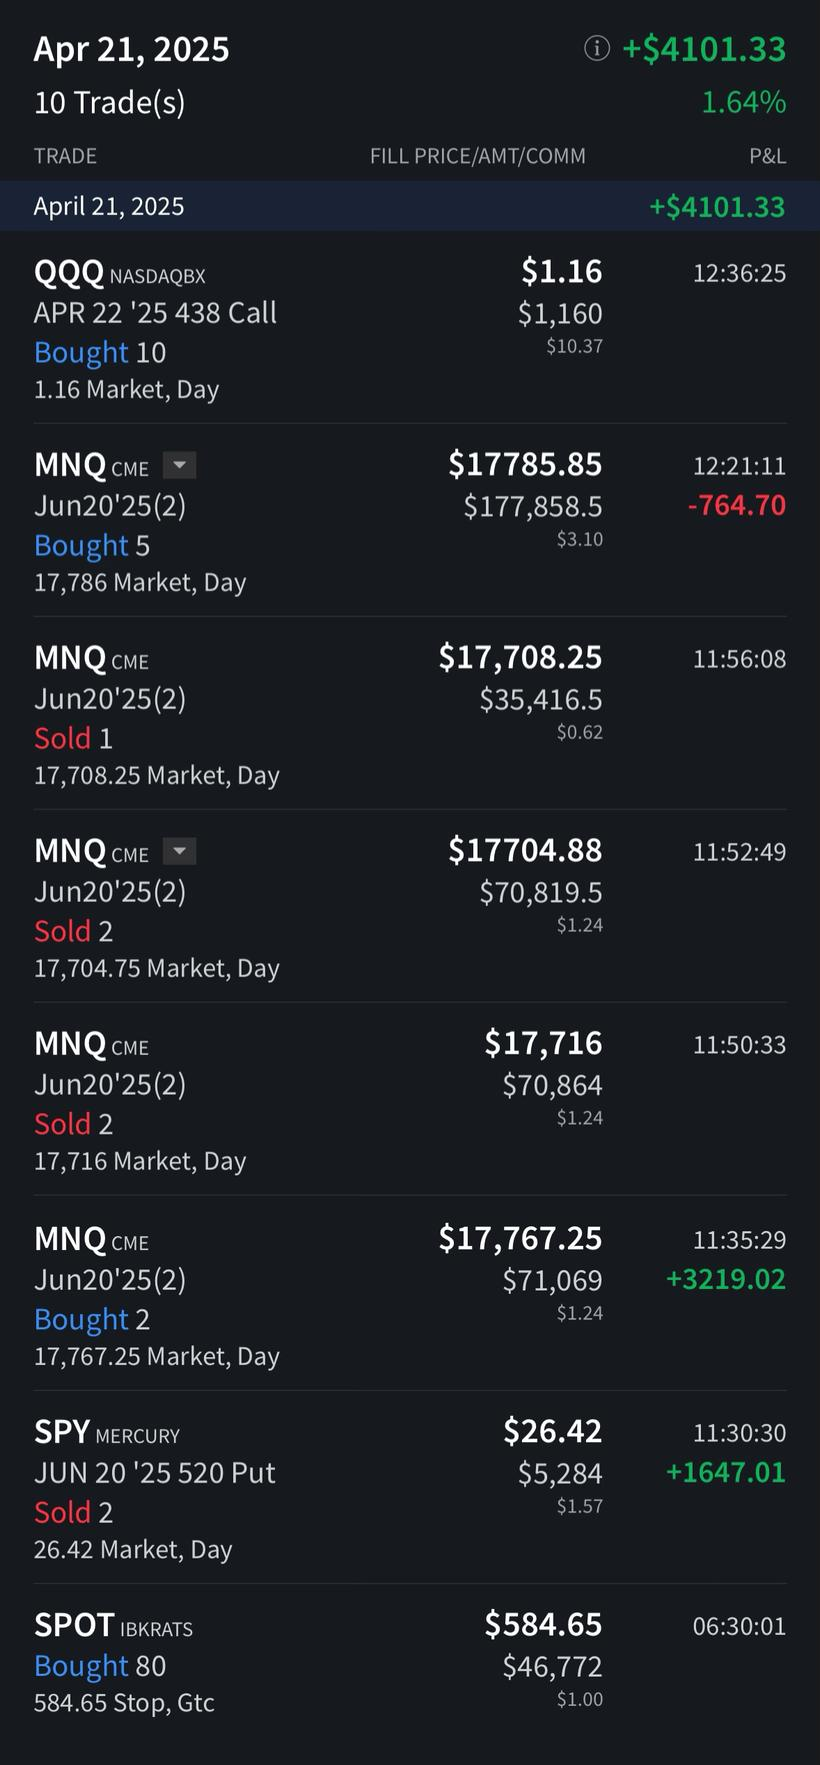 Apr 21, 2025 +$4101.33
10 Trade(s) 1.64%
TRADE FILL PRICE/AMT/COMM P&L
April 21, 2025 +$4101.33
QQQ NASDAQBX $1.16 12:36:25
APR 22 '25 438 Call $1,160
Bought 10 $10.37
1.16 Market, Day
MNQ CME $17785.85 12:21:11
Jun20'25(2) $177,858.5 -764.70
Bought 5 $3.10
17,786 Market, Day
MNQ CME $17,708.25 11:56:08
Jun20'25(2) $35,416.5
Sold 1 $0.62
17,708.25 Market, Day
MNQ CME $17704.88 11:52:49
Jun20'25(2) $70,819.5
Sold 2 $1.24
17,704.75 Market, Day
MNQ CME $17,716 11:50:33
Jun20'25(2) $70,864
Sold 2 $1.24
17,716 Market, Day
MNQ CME $17,767.25 11:35:29
Jun20'25(2) $71,069 +3219.02
Bought 2 $1.24
17,767.25 Market, Day
SPY MERCURY $26.42 11:30:30
JUN 20 '25 520 Put $5,284 +1647.01
Sold 2 $1.57
26.42 Market, Day
SPOT IBKRATS $584.65 06:30:01
Bought 80 $46,772
584.65 Stop, Gtc $1.00